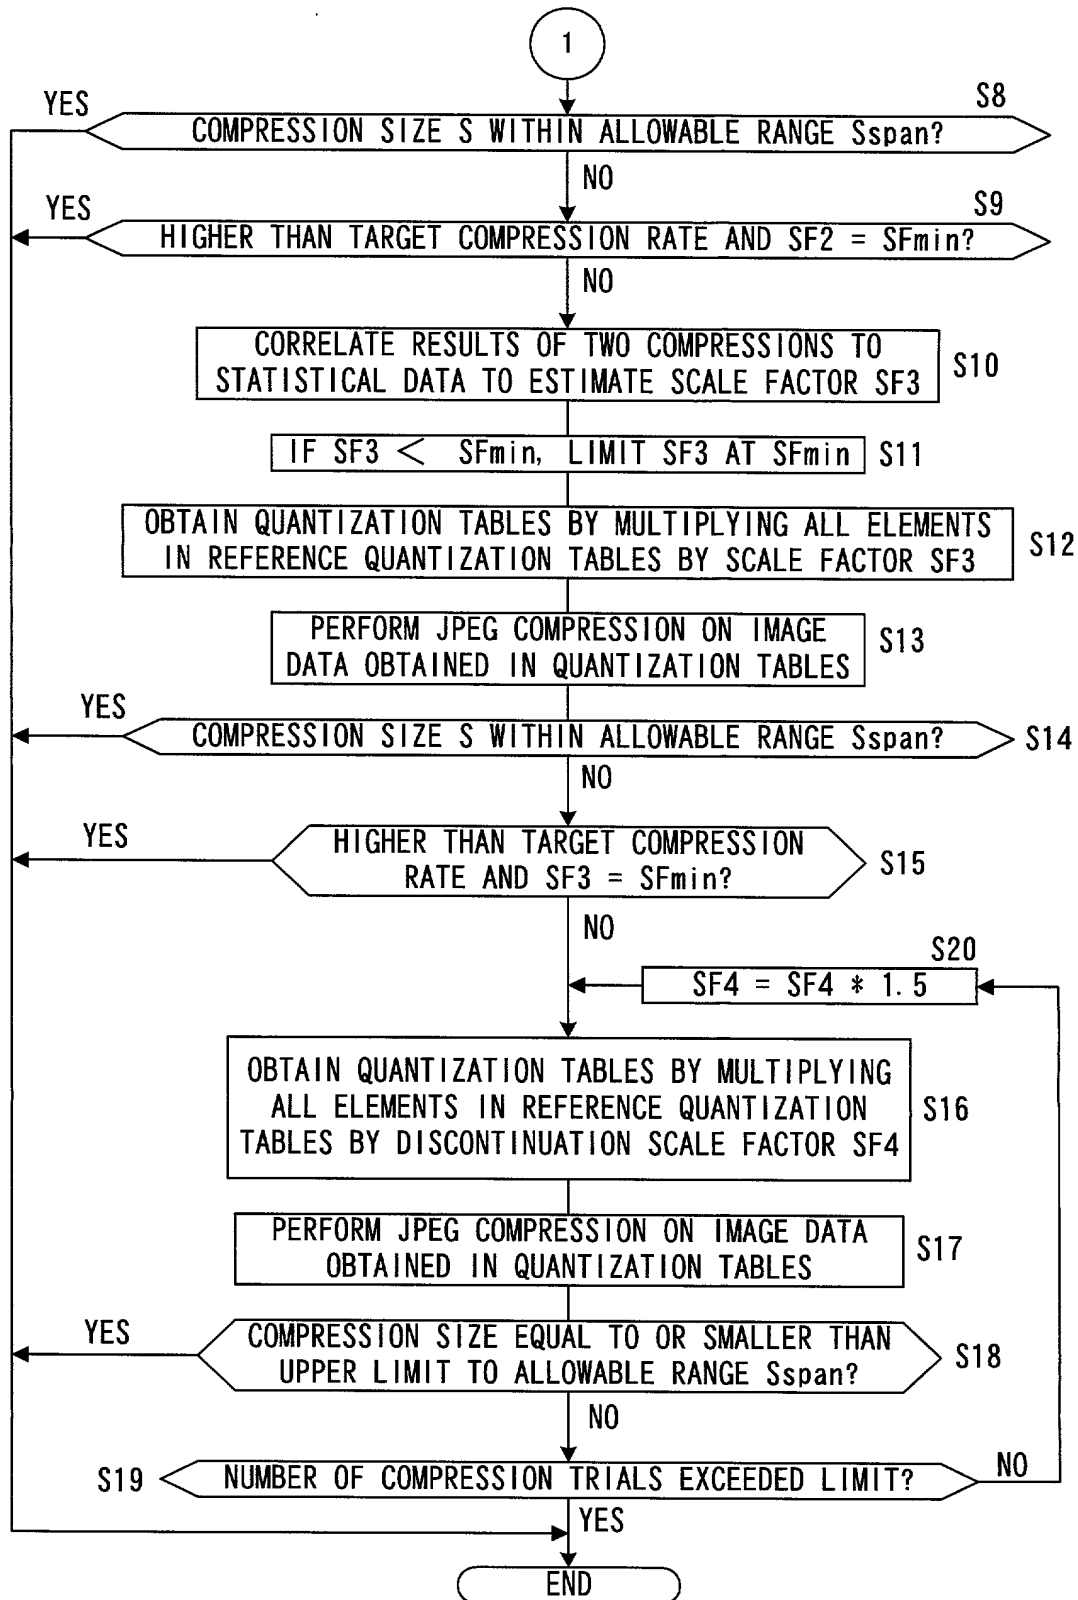 1
YES
S8
COMPRESSION SIZE S WITHIN ALLOWABLE RANGE Sspan?
NO
YES
S9
HIGHER THAN TARGET COMPRESSION RATE AND SF2 = SFmin?
NO
CORRELATE RESULTS OF TWO COMPRESSIONS TO
STATISTICAL DATA TO ESTIMATE SCALE FACTOR SF3
S10
IF SF3 < SFmin, LIMIT SF3 AT SFmin
S11
OBTAIN QUANTIZATION TABLES BY MULTIPLYING ALL ELEMENTS
IN REFERENCE QUANTIZATION TABLES BY SCALE FACTOR SF3
S12
PERFORM JPEG COMPRESSION ON IMAGE
DATA OBTAINED IN QUANTIZATION TABLES
S13
YES
COMPRESSION SIZE S WITHIN ALLOWABLE RANGE Sspan?
S14
NO
YES
HIGHER THAN TARGET COMPRESSION
RATE AND SF3 = SFmin?
S15
NO
S20
SF4 = SF4 * 1.5
OBTAIN QUANTIZATION TABLES BY MULTIPLYING
ALL ELEMENTS IN REFERENCE QUANTIZATION
TABLES BY DISCONTINUATION SCALE FACTOR SF4
S16
PERFORM JPEG COMPRESSION ON IMAGE DATA
OBTAINED IN QUANTIZATION TABLES
S17
YES
COMPRESSION SIZE EQUAL TO OR SMALLER THAN
UPPER LIMIT TO ALLOWABLE RANGE Sspan?
S18
NO
S19
NUMBER OF COMPRESSION TRIALS EXCEEDED LIMIT?
NO
YES
END